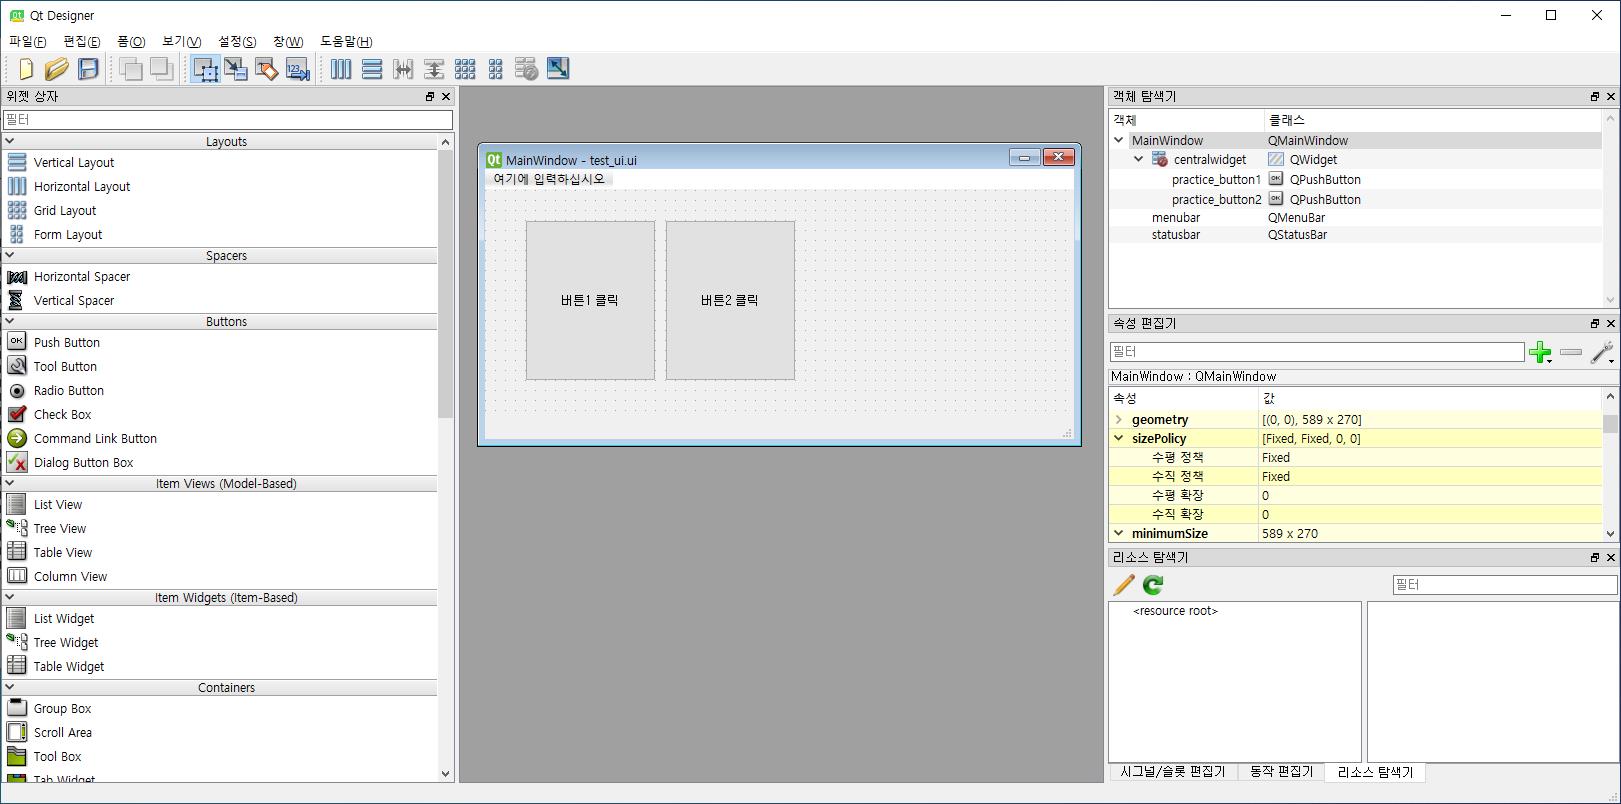 Qt Designer
파일(F) 편집(E) 폼(O) 보기(V) 설정(S) 창(W) 도움말(H)
위젯 상자
필터
Layouts
Vertical Layout
Horizontal Layout
Grid Layout
Form Layout
Spacers
Horizontal Spacer
Vertical Spacer
Buttons
OK Push Button
Tool Button
Radio Button
Check Box
Command Link Button
Dialog Button Box
Item Views (Model-Based)
List View
Tree View
Table View
Column View
Item Widgets (Item-Based)
List Widget
Tree Widget
Table Widget
Containers
Group Box
Scroll Area
Tool Box
Tab Widget
Qt MainWindow - test_ui.ui
여기에 입력하십시오
버튼1 클릭 버튼2 클릭
객체 탐색기
객체 클래스
MainWindow QMainWindow
centralwidget QWidget
practice_button1 OK QPushButton
practice_button2 OK QPushButton
menubar QMenuBar
statusbar QStatusBar
속성 편집기
필터
MainWindow : QMainWindow
속성 값
geometry [(0, 0), 589 x 270]
sizePolicy [Fixed, Fixed, 0, 0]
수평 정책 Fixed
수직 정책 Fixed
수평 확장 0
수직 확장 0
minimumSize 589 x 270
리소스 탐색기
필터
<resource root>
시그널/슬롯 편집기 동작 편집기 리소스 탐색기